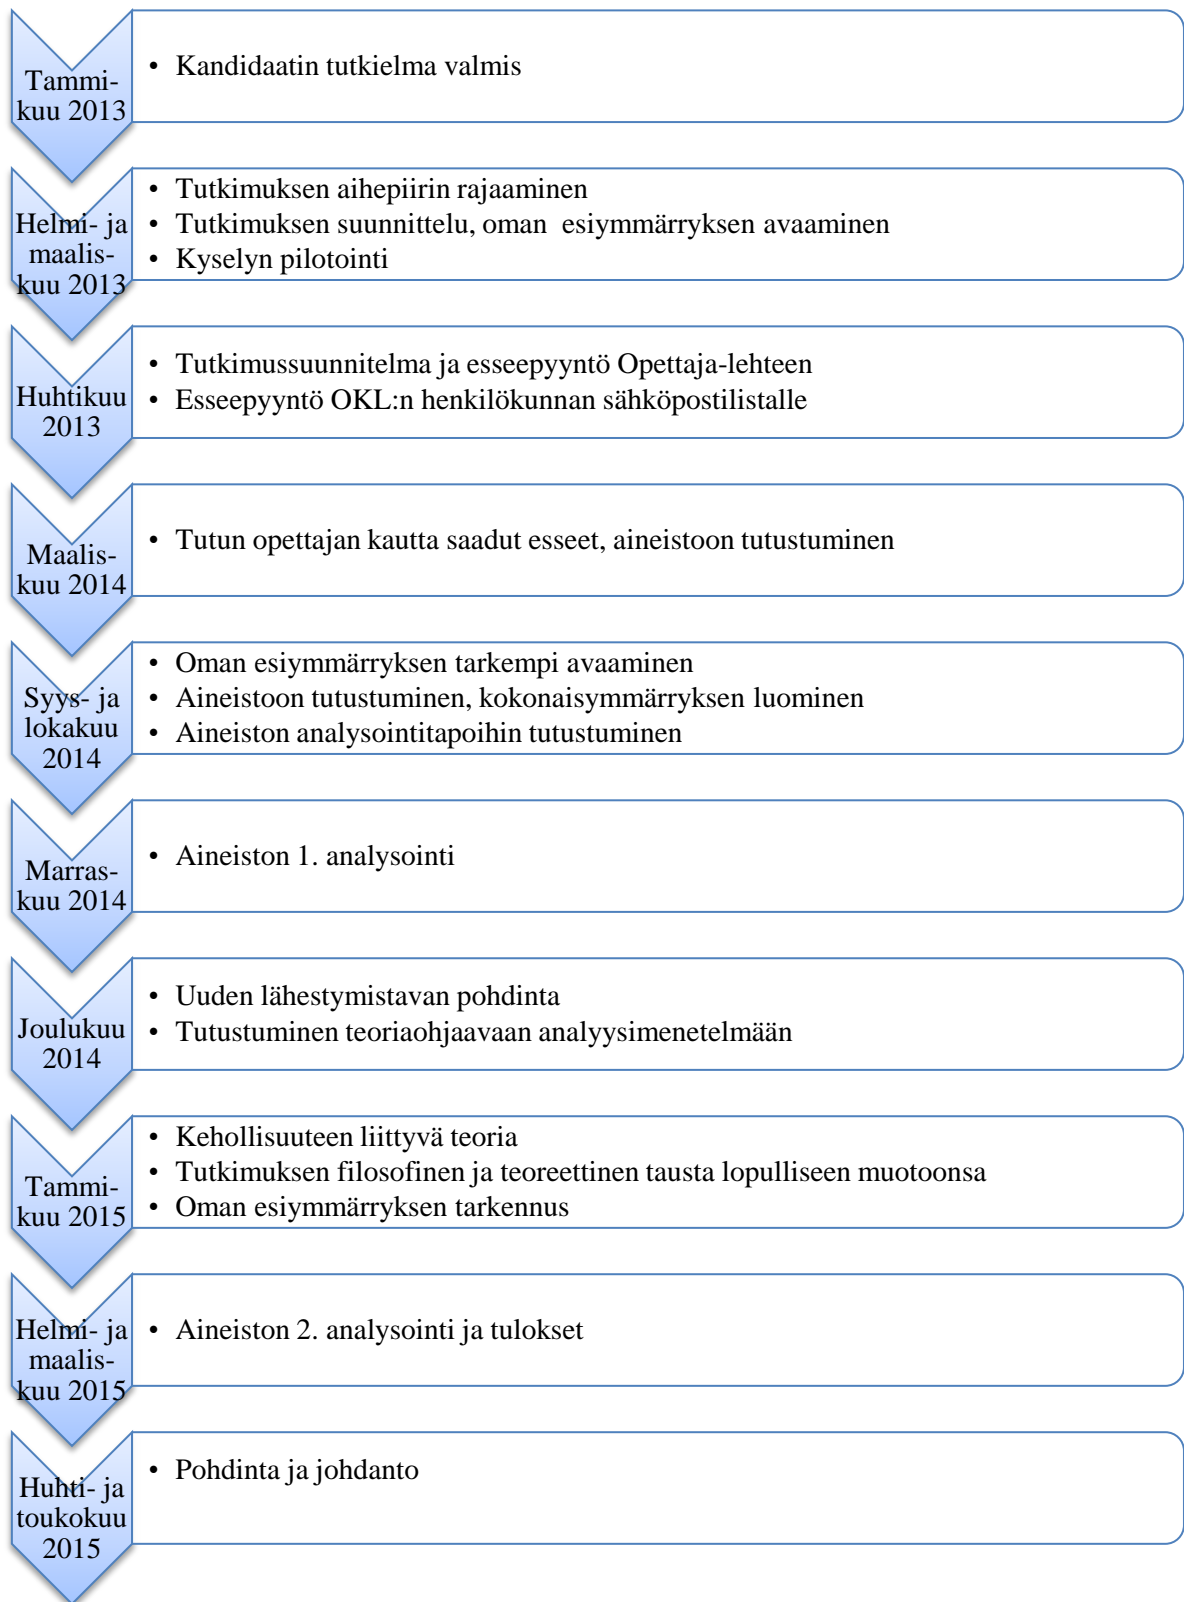 Tammi-
kuu 2013
• Kandidaatin tutkielma valmis
Helmi- ja
maalis-
kuu 2013
• Tutkimuksen aihepiirin rajaaminen
• Tutkimuksen suunnittelu, oman  esiymmärryksen avaaminen
• Kyselyn pilotointi
Huhtikuu
2013
• Tutkimussuunnitelma ja esseepyyntö Opettaja-lehteen
• Esseepyyntö OKL:n henkilökunnan sähköpostilistalle
Maalis-
kuu 2014
• Tutun opettajan kautta saadut esseet, aineistoon tutustuminen
Syys- ja
lokakuu
2014
• Oman esiymmärryksen tarkempi avaaminen
• Aineistoon tutustuminen, kokonaisymmärryksen luominen
• Aineiston analysointitapoihin tutustuminen
Marras-
kuu 2014
• Aineiston 1. analysointi
Joulukuu
2014
• Uuden lähestymistavan pohdinta
• Tutustuminen teoriaohjaavaan analyysimenetelmään
Tammi-
kuu 2015
• Kehollisuuteen liittyvä teoria
• Tutkimuksen filosofinen ja teoreettinen tausta lopulliseen muotoonsa
• Oman esiymmärryksen tarkennus
Helmi- ja
maalis-
kuu 2015
• Aineiston 2. analysointi ja tulokset
Huhti- ja
toukokuu
2015
• Pohdinta ja johdanto